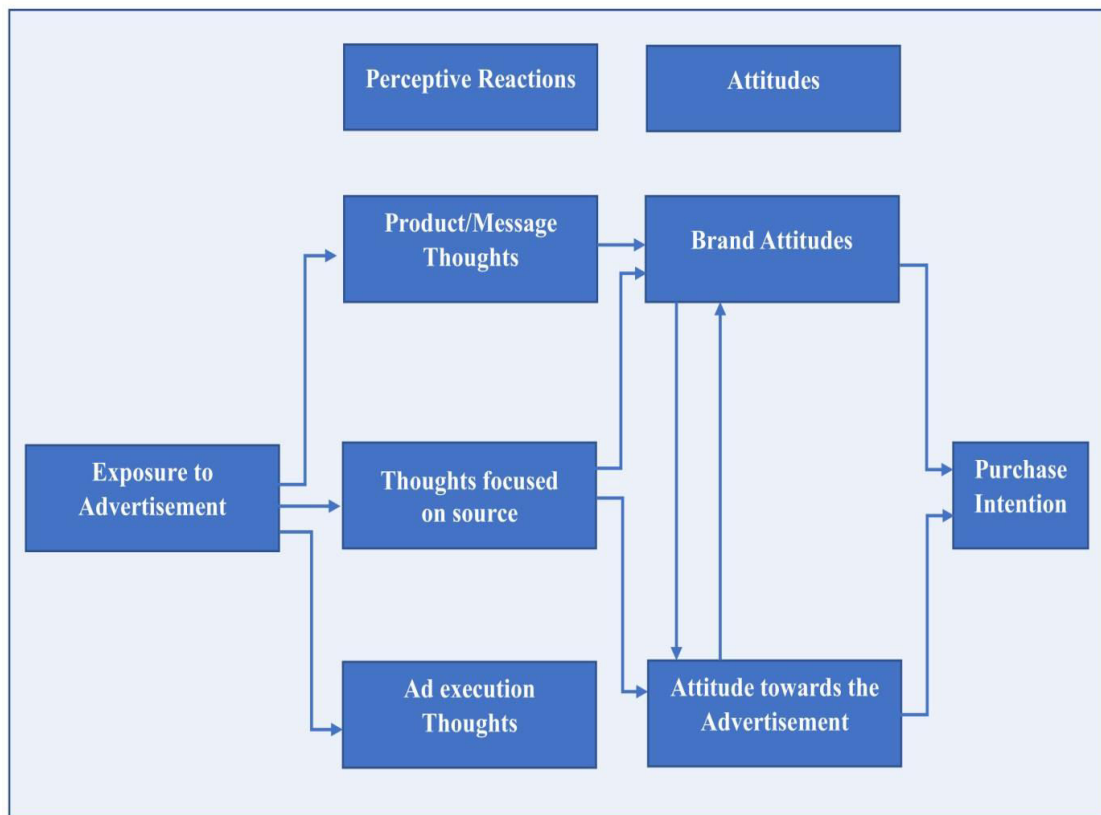 Perceptive Reactions
Attitudes
Product/Message
Thoughts
Brand Attitudes
Exposure to
Advertisement
Thoughts focused
on source
Purchase
Intention
Ad execution
Thoughts
Attitude towards the
Advertisement